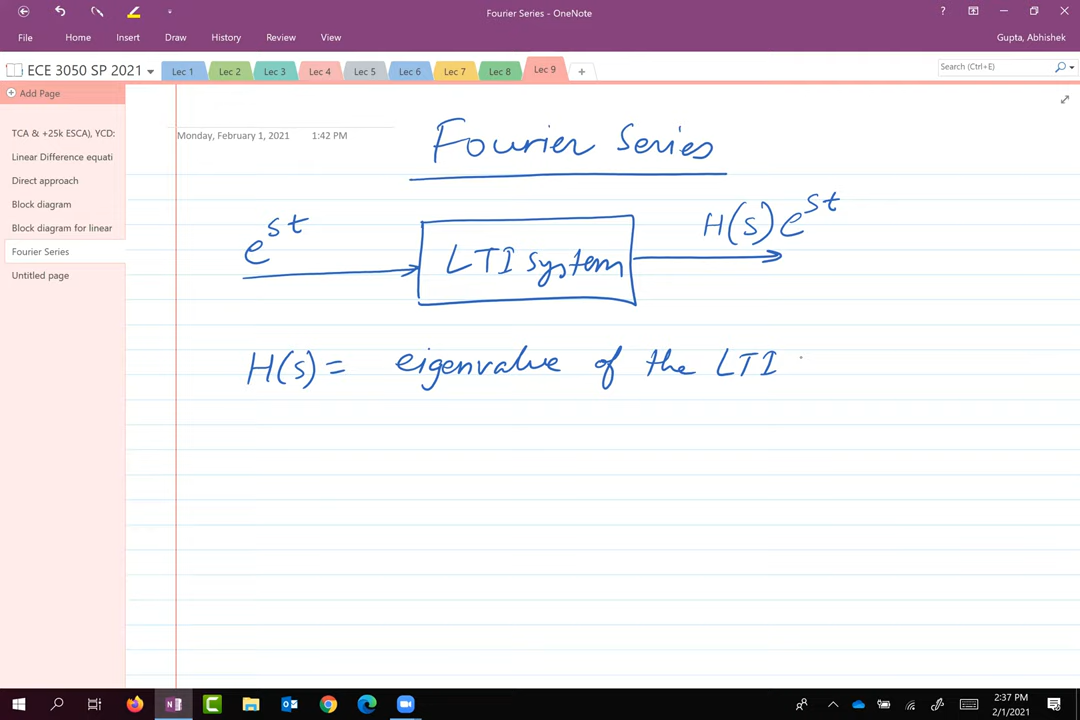 Fourier Series - OneNote
?
File Home Insert Draw History Review View
Gupta, Abhishek
ECE 3050 SP 2021
Lec 1 Lec 2 Lec 3 Lec 4 Lec 5 Lec 6 Lec 7 Lec 8 Lec 9 +
Search (Ctrl+E)
Add Page
TCA & +25k ESCA), YCD:
Linear Difference equati
Direct approach
Block diagram
Block diagram for linear
Fourier Series
Untitled page
Monday, February 1, 2021 1:42 PM
Fourier Series
e^{st} LTI system H(s) e^{st}
H(s) = eigenvalue of the LTI
2:37 PM
2/1/2021